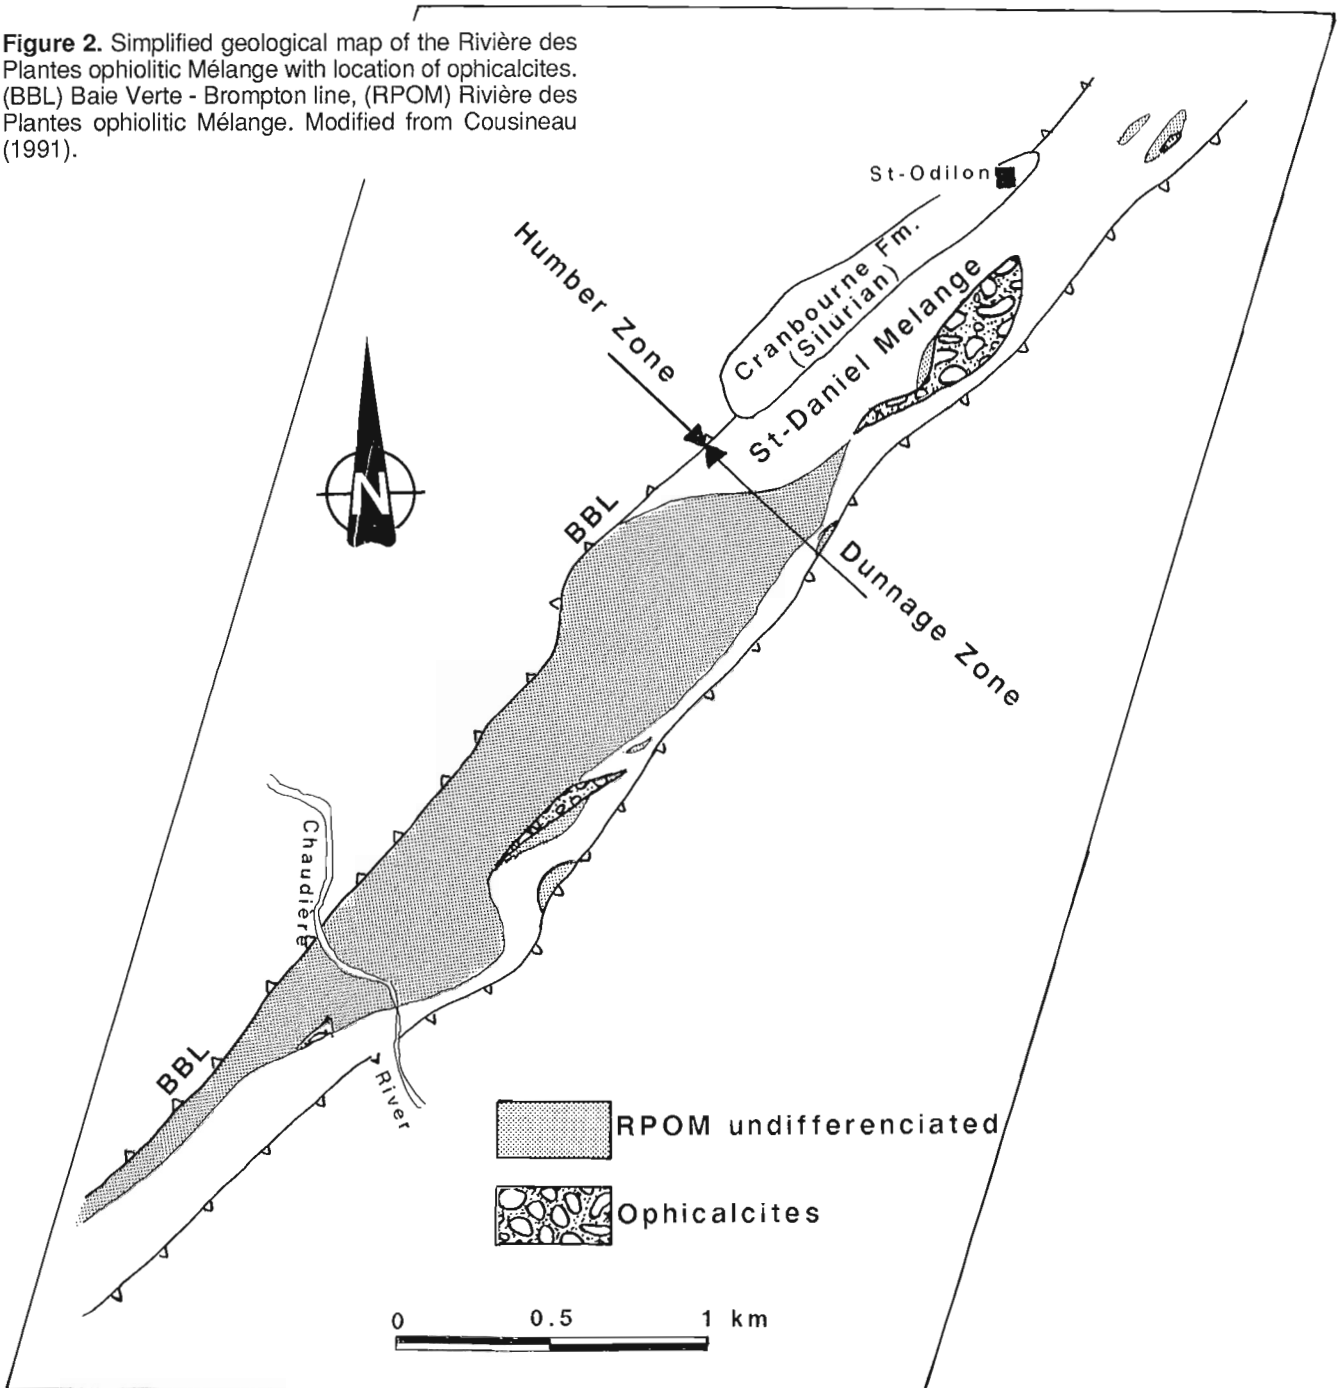 Figure 2. Simplified geological map of the Rivière des
Plantes ophiolitic Mélange with location of ophicalcites.
(BBL) Baie Verte - Brompton line, (RPOM) Rivière des
Plantes ophiolitic Mélange. Modified from Cousineau
(1991).
St-Odilon
Humber Zone
Cranbourne Fm.
(Silurian)
St-Daniel Melange
N
BBL
Dunnage Zone
Chaudière
River
BBL
RPOM undifferenciated
Ophicalcites
0 0.5 1 km